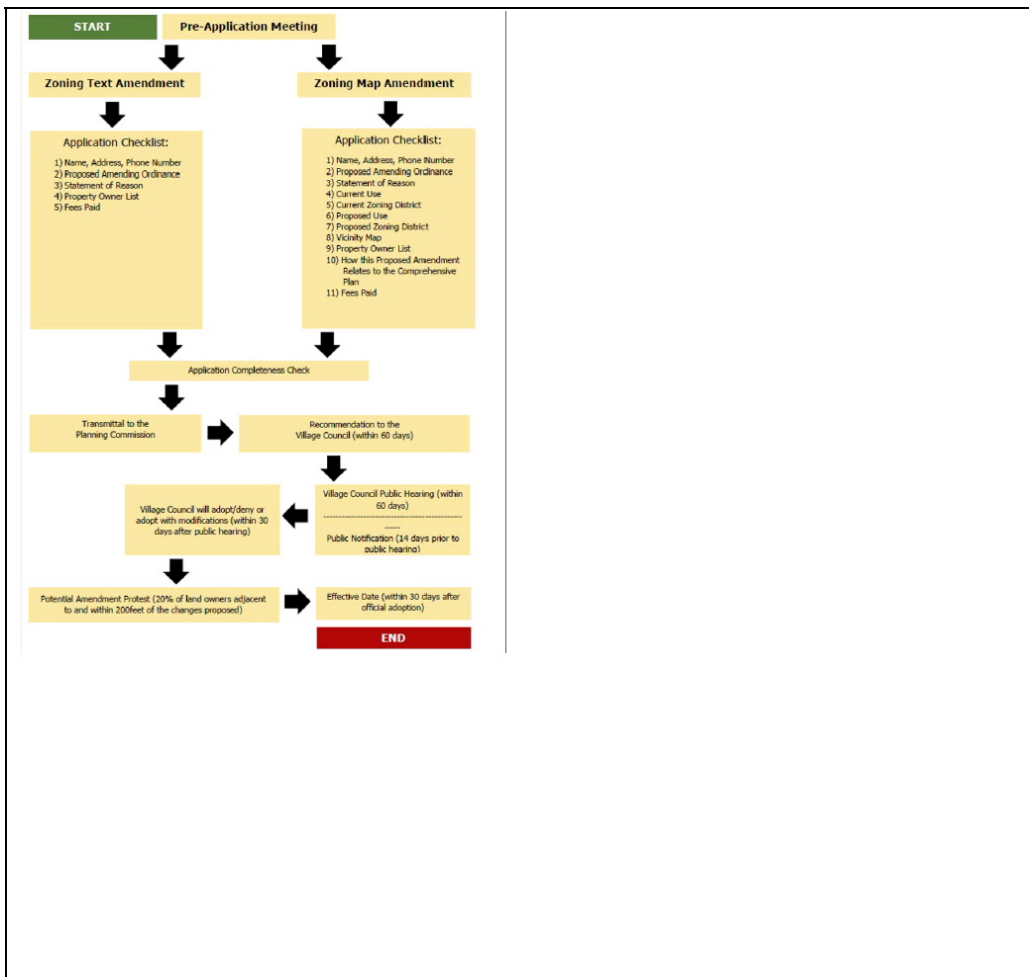 START
Pre-Application Meeting
Zoning Text Amendment
Zoning Map Amendment
Application Checklist:
1) Name, Address, Phone Number
2) Proposed Amending Ordinance
3) Statement of Reason
4) Property Owner List
5) Fees Paid
Application Checklist:
1) Name, Address, Phone Number
2) Proposed Amending Ordinance
3) Statement of Reason
4) Current Use
5) Current Zoning District
6) Proposed Use
7) Proposed Zoning District
8) Vicinity Map
9) Property Owner List
10) How this Proposed Amendment
Relates to the Comprehensive
Plan
11) Fees Paid
Application Completeness Check
Transmittal to the
Planning Commission
Recommendation to the
Village Council (within 60 days)
Village Council Public Hearing (within
60 days)
------------------------------------------------
-----
Public Notification (14 days prior to
public hearing)
Village Council will adopt/deny or
adopt with modifications (within 30
days after public hearing)
Potential Amendment Protest (20% of land owners adjacent
to and within 200feet of the changes proposed)
Effective Date (within 30 days after
official adoption)
END